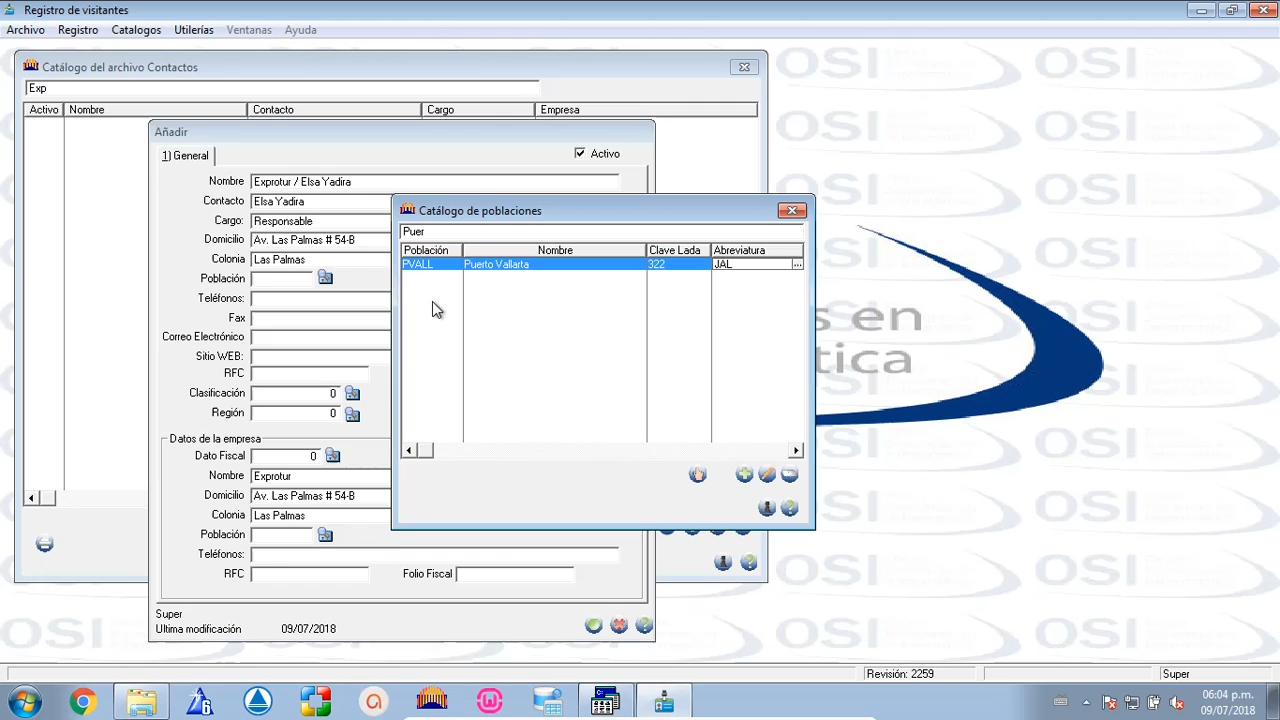 Registro de visitantes
Archivo Registro Catalogos Utilerías Ventanas Ayuda
Catálogo del archivo Contactos
Exp
Activo Nombre Contacto Cargo Empresa
Añadir
1) General
Activo
Nombre Exprotur / Elsa Yadira
Contacto Elsa Yadira
Cargo: Responsable
Domicilio Av. Las Palmas # 54-B
Colonia Las Palmas
Población
Teléfonos:
Fax
Correo Electrónico
Sitio WEB:
RFC
Clasificación 0
Región 0
Datos de la empresa
Dato Fiscal 0
Nombre Exprotur
Domicilio Av. Las Palmas # 54-B
Colonia Las Palmas
Población
Teléfonos:
RFC Folio Fiscal
Super
Ultima modificación 09/07/2018
Catálogo de poblaciones
Puer
Población Nombre Clave Lada Abreviatura
PVALL Puerto Vallarta 322 JAL ...
s en
ática
OSI
OSI
OSI
OSI
Revisión: 2259 Super
06:04 p.m.
09/07/2018